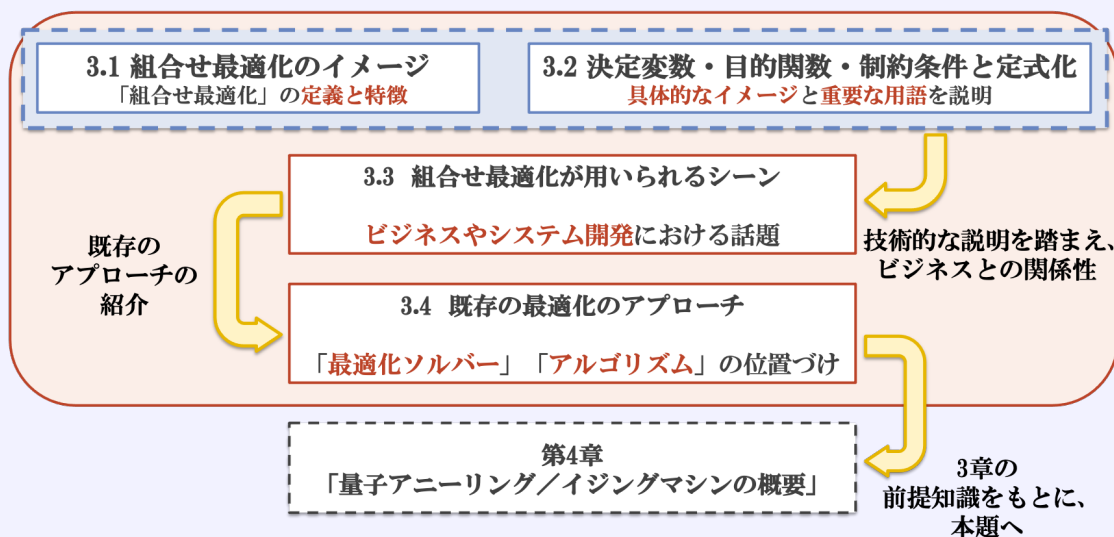 3.1 組合せ最適化のイメージ
「組合せ最適化」の定義と特徴
3.2 決定変数・目的関数・制約条件と定式化
具体的なイメージと重要な用語を説明
3.3 組合せ最適化が用いられるシーン
ビジネスやシステム開発における話題
技術的な説明を踏まえ、
ビジネスとの関係性
既存の
アプローチの
紹介
3.4 既存の最適化のアプローチ
「最適化ソルバー」「アルゴリズム」の位置づけ
第4章
「量子アニーリング／イジングマシンの概要」
3章の
前提知識をもとに、
本題へ